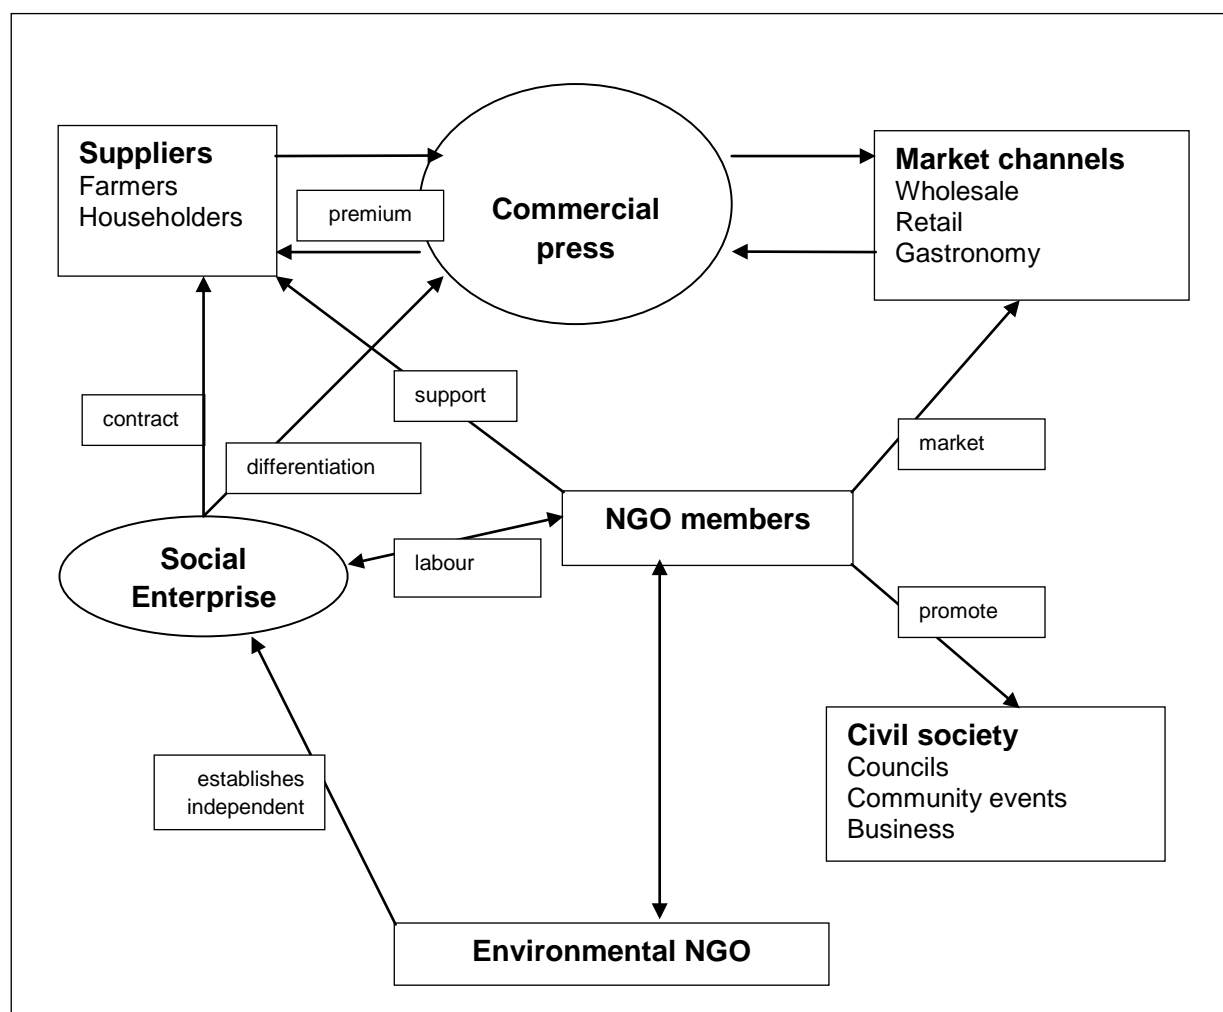 Suppliers
Farmers
Householders
premium
Commercial
press
Market channels
Wholesale
Retail
Gastronomy
contract
support
differentiation
market
NGO members
Social
Enterprise
labour
promote
establishes
independent
Civil society
Councils
Community events
Business
Environmental NGO